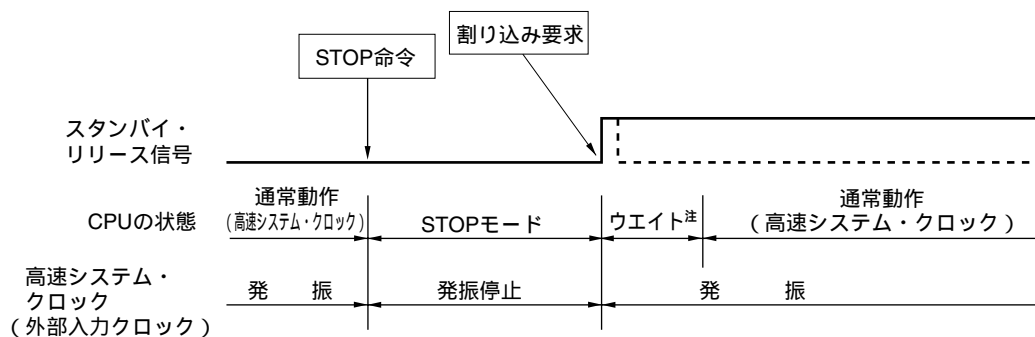 割り込み要求
STOP命令
スタンバイ・
リリース信号
CPUの状態
通常動作
(高速システム・クロック)
STOPモード
ウエイト注
通常動作
(高速システム・クロック)
高速システム・
クロック
(外部入力クロック)
発 振
発振停止
発 振